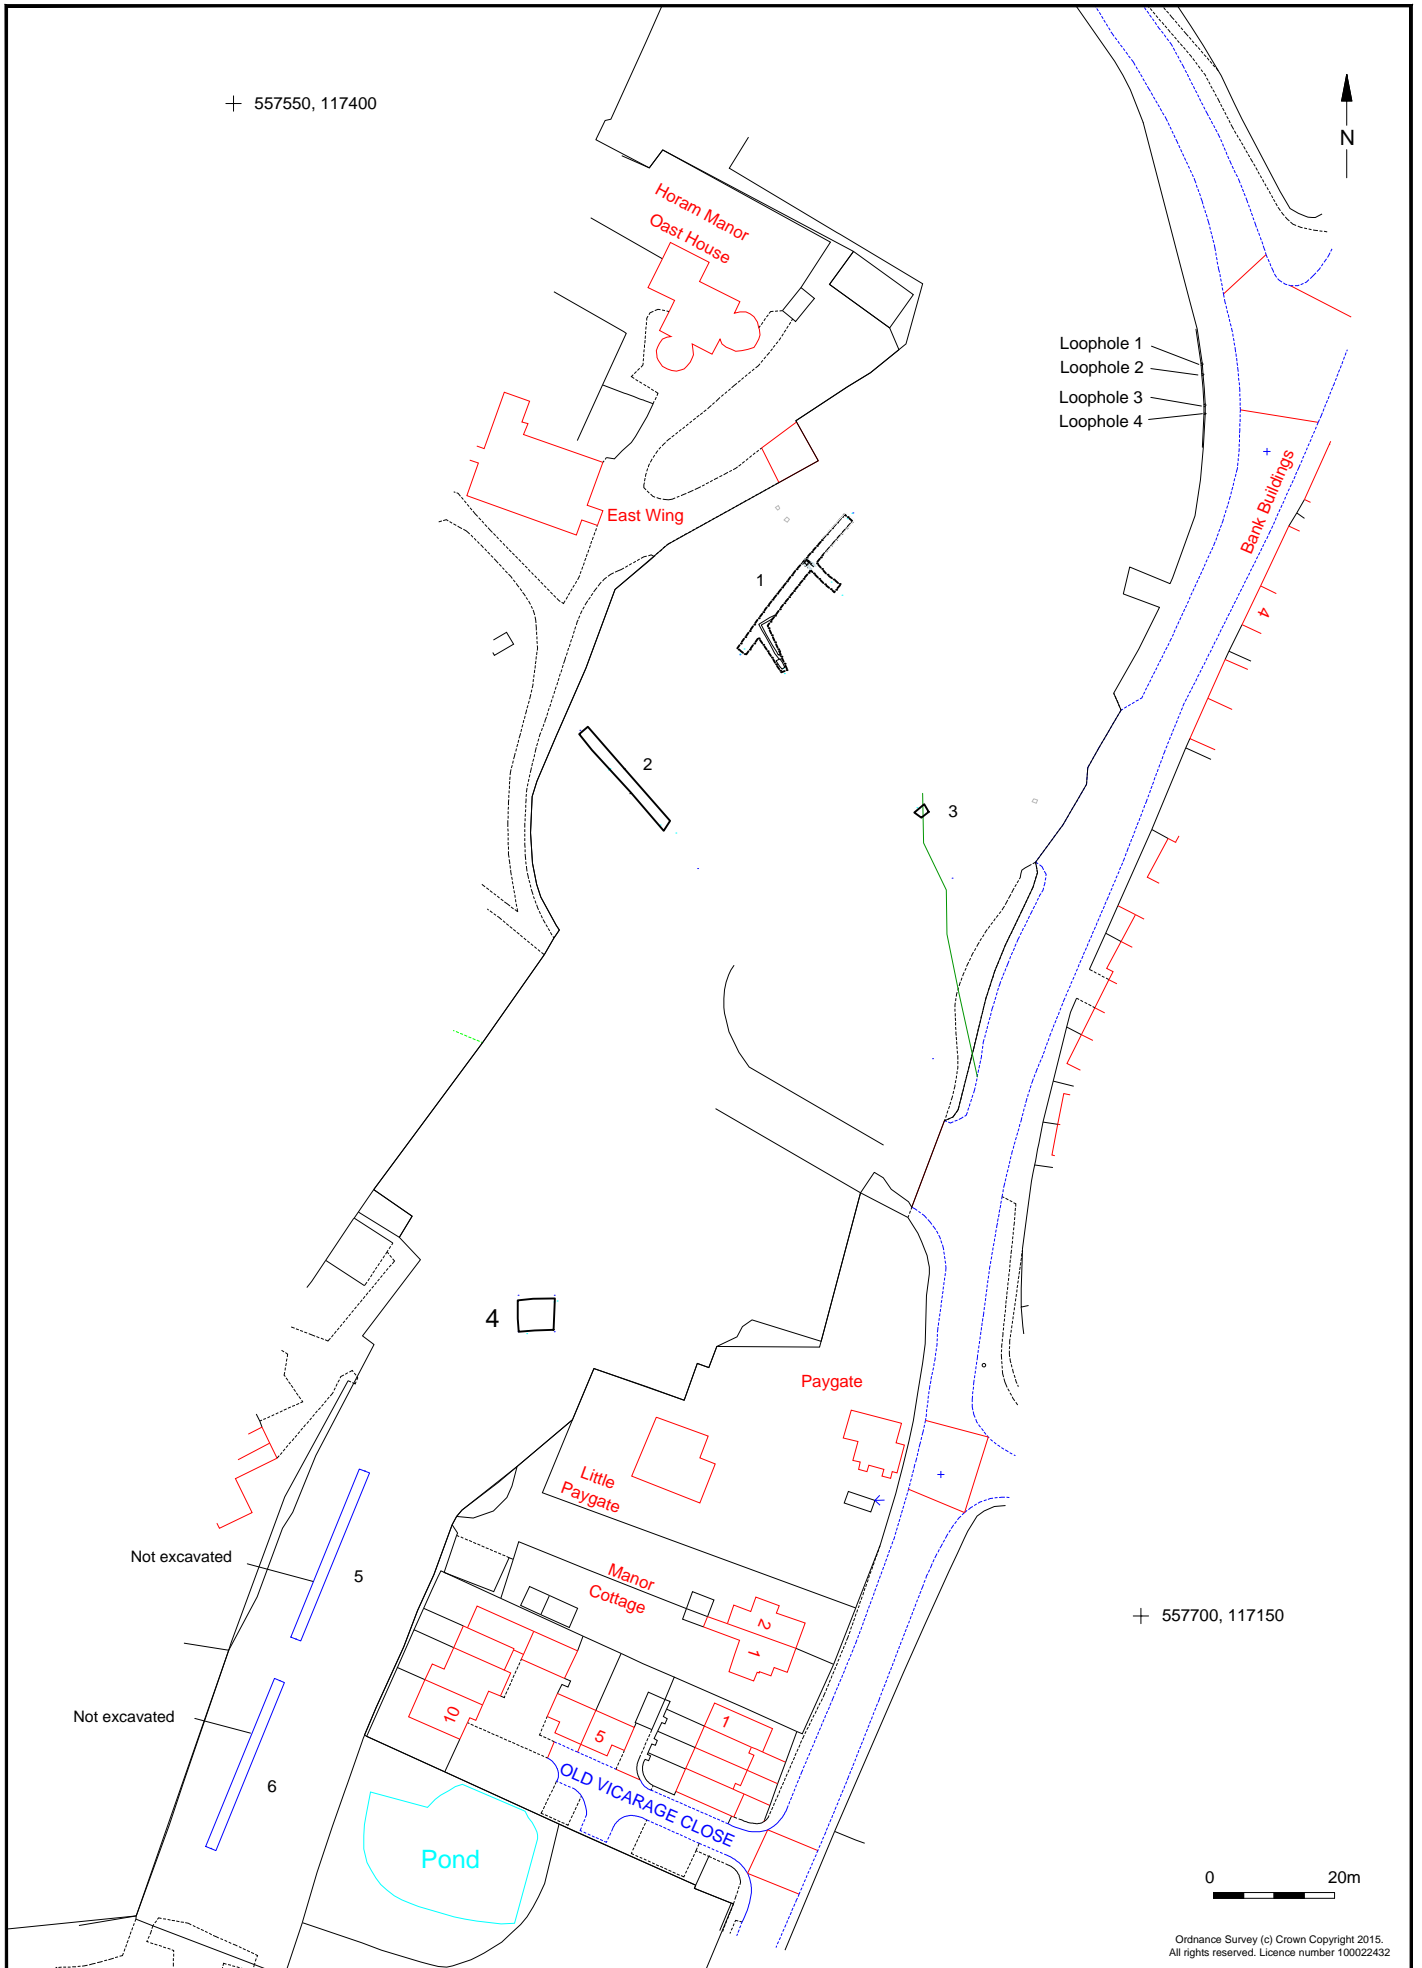 557550, 117400
N
Horam Manor
Oast House
Loophole 1
Loophole 2
Loophole 3
Loophole 4
Bank Buildings
East Wing
1
4
2
3
4
Paygate
Little
Paygate
Not excavated
5
Manor
Cottage
2
1
557700, 117150
Not excavated
10
5
1
6
OLD VICARAGE CLOSE
Pond
0 20m
Ordnance Survey (c) Crown Copyright 2015.
All rights reserved. Licence number 100022432